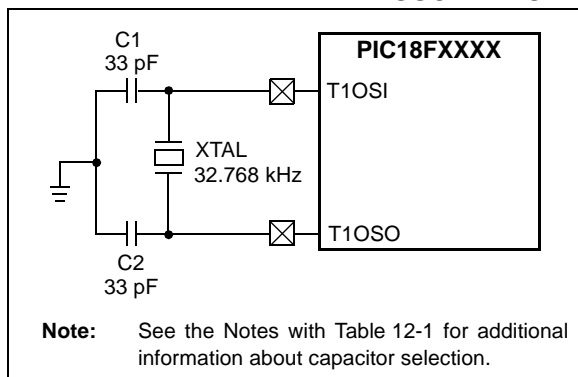 C1
33 pF
PIC18FXXXX
T1OSI
XTAL
32.768 kHz
T1OSO
C2
33 pF
Note: See the Notes with Table 12-1 for additional
information about capacitor selection.